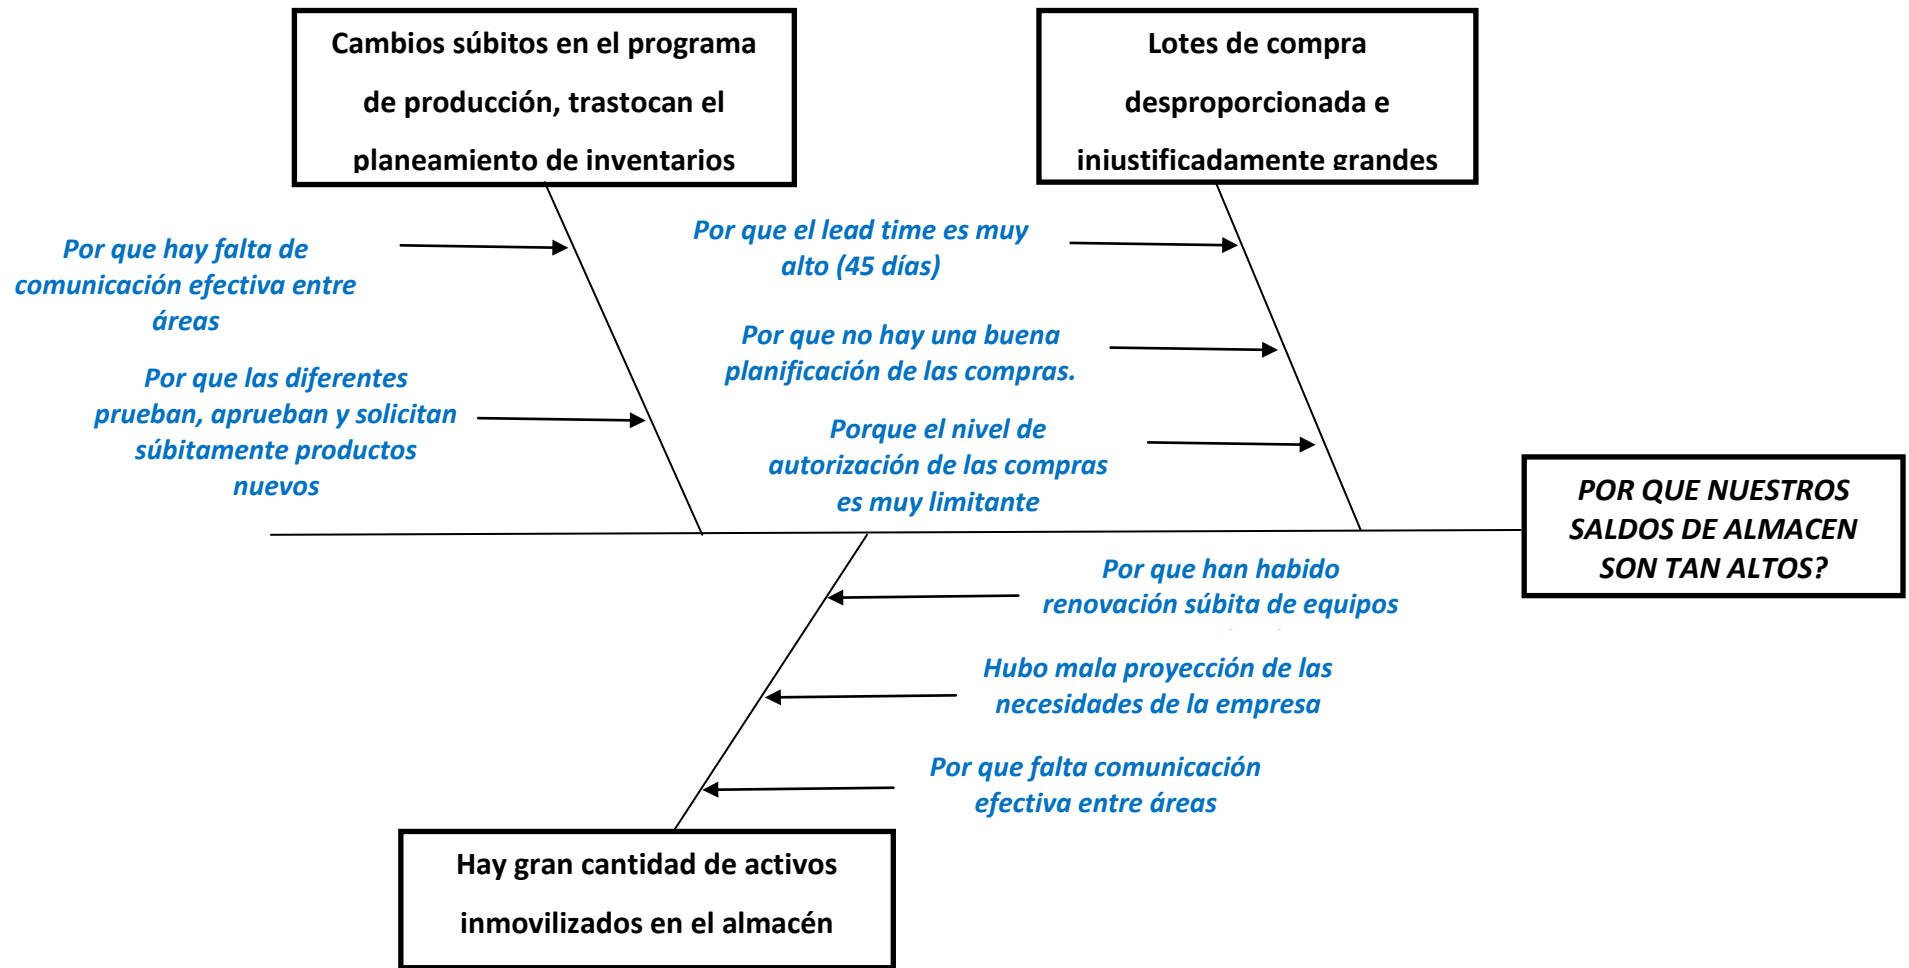 Cambios súbitos en el programa
de producción, trastocan el
planeamiento de inventarios
Lotes de compra
desproporcionada e
injustificadamente grandes
Por que hay falta de
comunicación efectiva entre
áreas
Por que las diferentes
prueban, aprueban y solicitan
súbitamente productos
nuevos
Por que el lead time es muy
alto (45 días)
Por que no hay una buena
planificación de las compras.
Porque el nivel de
autorización de las compras
es muy limitante
POR QUE NUESTROS
SALDOS DE ALMACEN
SON TAN ALTOS?
Por que han habido
renovación súbita de equipos
Hubo mala proyección de las
necesidades de la empresa
Por que falta comunicación
efectiva entre áreas
Hay gran cantidad de activos
inmovilizados en el almacén